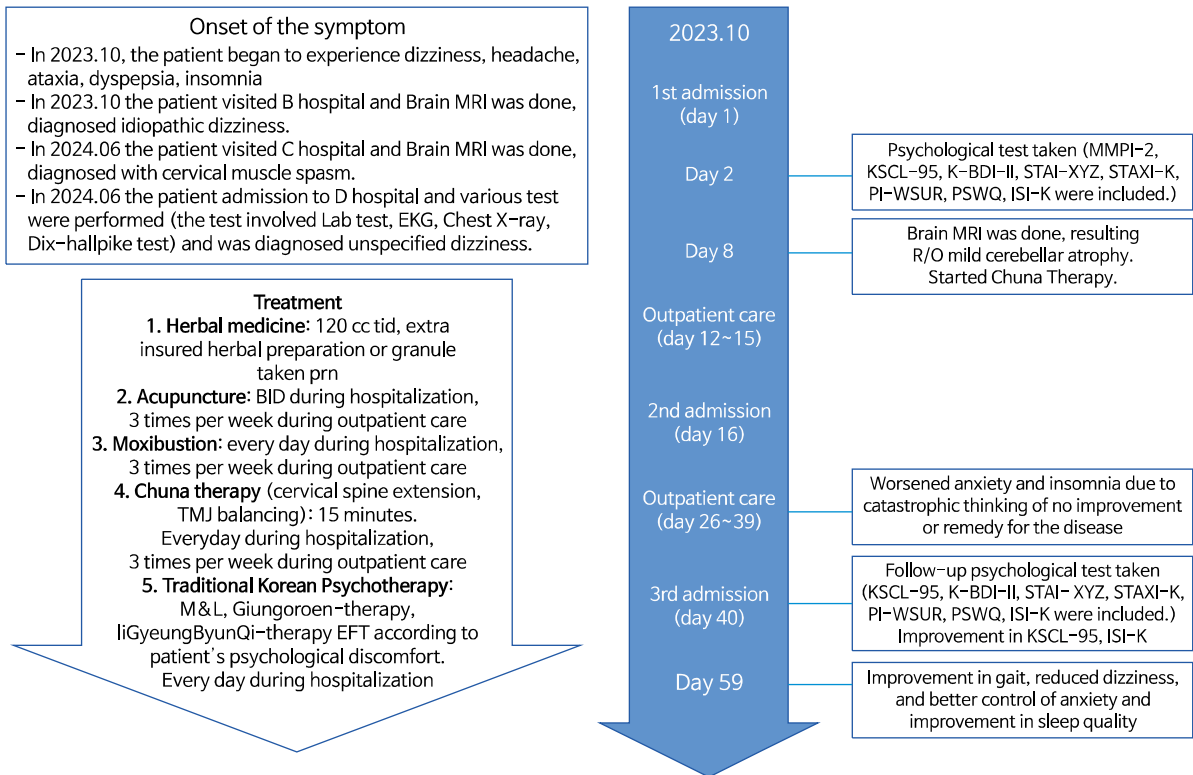 Onset of the symptom
- In 2023.10, the patient began to experience dizziness, headache,
ataxia, dyspepsia, insomnia
- In 2023.10 the patient visited B hospital and Brain MRI was done,
diagnosed idiopathic dizziness.
- In 2024.06 the patient visited C hospital and Brain MRI was done,
diagnosed with cervical muscle spasm.
- In 2024.06 the patient admission to D hospital and various test
were performed (the test involved Lab test, EKG, Chest X-ray,
Dix-hallpike test) and was diagnosed unspecified dizziness.
Treatment
1. Herbal medicine: 120 cc tid, extra
insured herbal preparation or granule
taken prn
2. Acupuncture: BID during hospitalization,
3 times per week during outpatient care
3. Moxibustion: every day during hospitalization,
3 times per week during outpatient care
4. Chuna therapy (cervical spine extension,
TMJ balancing): 15 minutes.
Everyday during hospitalization,
3 times per week during outpatient care
5. Traditional Korean Psychotherapy:
M&L, Giungoroen-therapy,
liGyeungByunQi-therapy EFT according to
patient's psychological discomfort.
Every day during hospitalization
2023.10
1st admission
(day 1)
Day 2
Psychological test taken (MMPI-2,
KSCL-95, K-BDI-II, STAI-XYZ, STAXI-K,
PI-WSUR, PSWQ, ISI-K were included.)
Day 8
Brain MRI was done, resulting
R/O mild cerebellar atrophy.
Started Chuna Therapy.
Outpatient care
(day 12~15)
2nd admission
(day 16)
Outpatient care
(day 26~39)
Worsened anxiety and insomnia due to
catastrophic thinking of no improvement
or remedy for the disease
3rd admission
(day 40)
Follow-up psychological test taken
(KSCL-95, K-BDI-II, STAI- XYZ, STAXI-K,
PI-WSUR, PSWQ, ISI-K were included.)
Improvement in KSCL-95, ISI-K
Day 59
Improvement in gait, reduced dizziness,
and better control of anxiety and
improvement in sleep quality